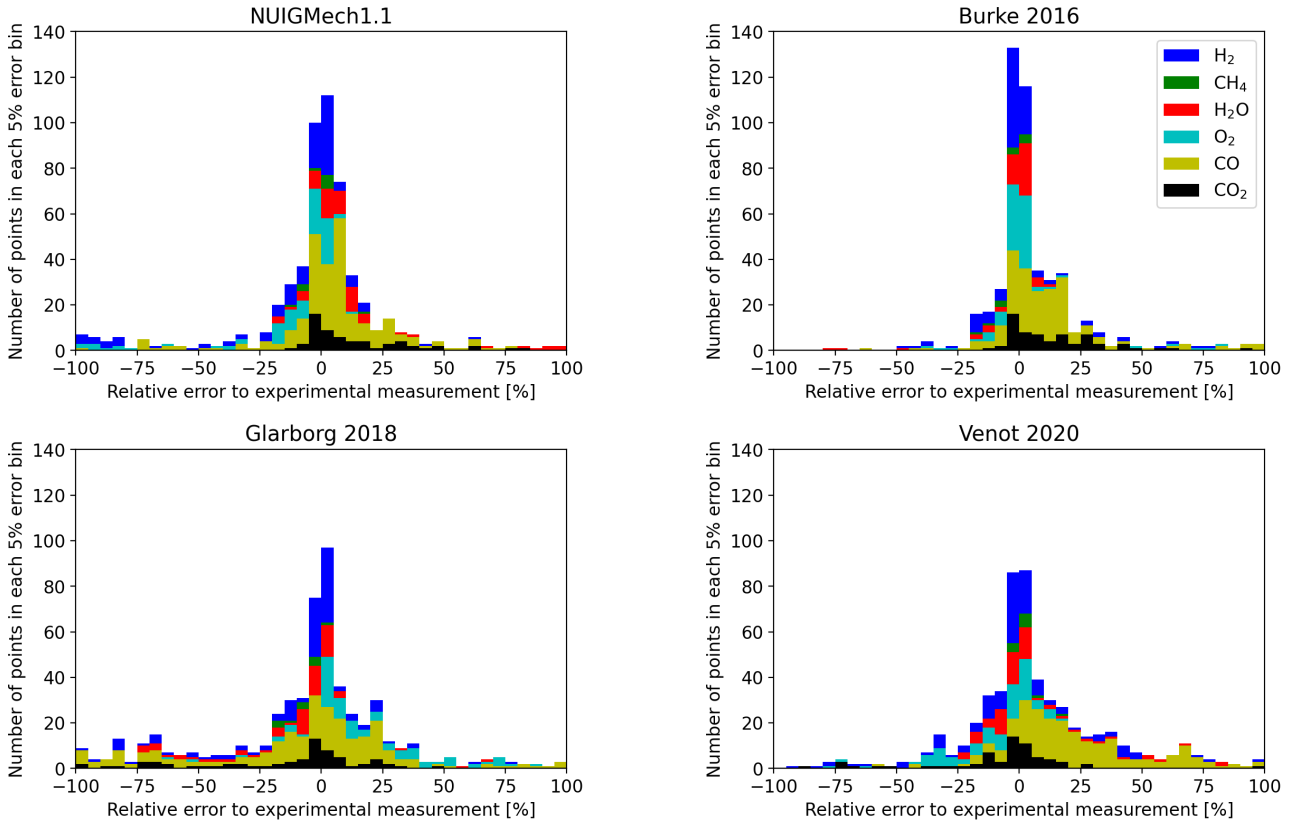 NUIGMech1.1
Number of points in each 5% error bin
140
120
100
80
60
40
20
0
−100 −75 −50 −25 0 25 50 75 100
Relative error to experimental measurement [%]
Burke 2016
Number of points in each 5% error bin
140
120
100
80
60
40
20
0
H₂
CH₄
H₂O
O₂
CO
CO₂
−100 −75 −50 −25 0 25 50 75 100
Relative error to experimental measurement [%]
Glarborg 2018
Number of points in each 5% error bin
140
120
100
80
60
40
20
0
−100 −75 −50 −25 0 25 50 75 100
Relative error to experimental measurement [%]
Venot 2020
Number of points in each 5% error bin
140
120
100
80
60
40
20
0
−100 −75 −50 −25 0 25 50 75 100
Relative error to experimental measurement [%]